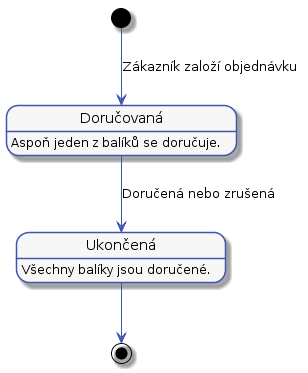 Zákazník založí objednávku
Doručovaná
Aspoň jeden z balíků se doručuje.
Doručená nebo zrušená
Ukončená
Všechny balíky jsou doručené.